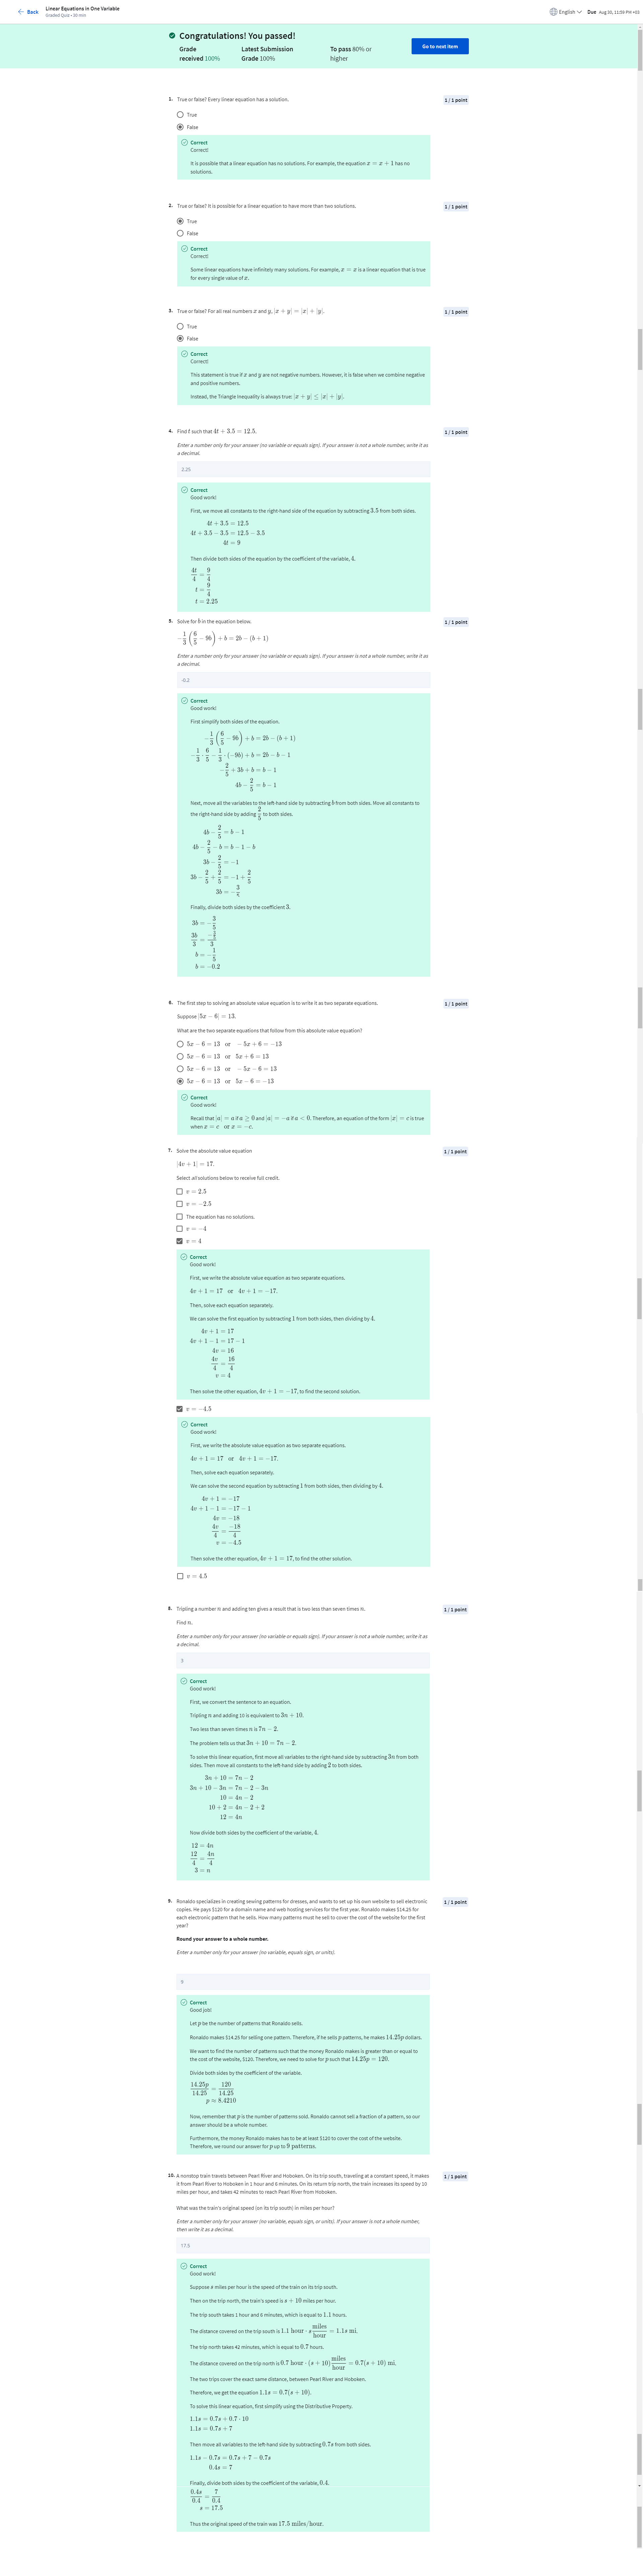 Back
Linear Equations in One Variable
Graded Quiz • 30 min
English
Due Aug 30, 11:59 PM +03
Congratulations! You passed!
Grade received 100%
Latest Submission Grade 100%
To pass 80% or higher
Go to next item
1. True or false? Every linear equation has a solution.
1 / 1 point
True
False
Correct
Correct!
It is possible that a linear equation has no solutions. For example, the equation x = x + 1 has no
solutions.
2. True or false? It is possible for a linear equation to have more than two solutions.
1 / 1 point
True
False
Correct
Correct!
Some linear equations have infinitely many solutions. For example, x = x is a linear equation that is true
for every single value of x.
3. True or false? For all real numbers x and y, |x + y| = |x| + |y|.
1 / 1 point
True
False
Correct
Correct!
This statement is true if x and y are not negative numbers. However, it is false when we combine negative
and positive numbers.
Instead, the Triangle Inequality is always true: |x + y| ≤ |x| + |y|.
4. Find t such that 4t + 3.5 = 12.5.
1 / 1 point
Enter a number only for your answer (no variable or equals sign). If your answer is not a whole number, write it as
a decimal.
2.25
Correct
Good work!
First, we move all constants to the right-hand side of the equation by subtracting 3.5 from both sides.
4t + 3.5 = 12.5
4t + 3.5 − 3.5 = 12.5 − 3.5
4t = 9
Then divide both sides of the equation by the coefficient of the variable, 4.
4t/4 = 9/4
t = 9/4
t = 2.25
5. Solve for b in the equation below.
1 / 1 point
−1/3 (6/5 − 9b) + b = 2b − (b + 1)
Enter a number only for your answer (no variable or equals sign). If your answer is not a whole number, write it as
a decimal.
-0.2
Correct
Good work!
First simplify both sides of the equation.
−1/3 (6/5 − 9b) + b = 2b − (b + 1)
−1/3 · 6/5 − 1/3 · (−9b) + b = 2b − b − 1
−2/5 + 3b + b = b − 1
4b − 2/5 = b − 1
Next, move all the variables to the left-hand side by subtracting b from both sides. Move all constants to
the right-hand side by adding 2/5 to both sides.
4b − 2/5 = b − 1
4b − 2/5 − b = b − 1 − b
3b − 2/5 = −1
3b − 2/5 + 2/5 = −1 + 2/5
3b = −3/5
Finally, divide both sides by the coefficient 3.
3b = −3/5
3b/3 = (−3/5)/3
b = −1/5
b = −0.2
6. The first step to solving an absolute value equation is to write it as two separate equations.
1 / 1 point
Suppose |5x − 6| = 13.
What are the two separate equations that follow from this absolute value equation?
5x − 6 = 13 or − 5x + 6 = −13
5x − 6 = 13 or 5x + 6 = 13
5x − 6 = 13 or − 5x − 6 = 13
5x − 6 = 13 or 5x − 6 = −13
Correct
Good work!
Recall that |a| = a if a ≥ 0 and |a| = −a if a < 0. Therefore, an equation of the form |x| = c is true
when x = c or x = −c.
7. Solve the absolute value equation
1 / 1 point
|4v + 1| = 17.
Select all solutions below to receive full credit.
v = 2.5
v = −2.5
The equation has no solutions.
v = −4
v = 4
Correct
Good work!
First, we write the absolute value equation as two separate equations.
4v + 1 = 17 or 4v + 1 = −17.
Then, solve each equation separately.
We can solve the first equation by subtracting 1 from both sides, then dividing by 4.
4v + 1 = 17
4v + 1 − 1 = 17 − 1
4v = 16
4v/4 = 16/4
v = 4
Then solve the other equation, 4v + 1 = −17, to find the second solution.
v = −4.5
Correct
Good work!
First, we write the absolute value equation as two separate equations.
4v + 1 = 17 or 4v + 1 = −17.
Then, solve each equation separately.
We can solve the second equation by subtracting 1 from both sides, then dividing by 4.
4v + 1 = −17
4v + 1 − 1 = −17 − 1
4v = −18
4v/4 = −18/4
v = −4.5
Then solve the other equation, 4v + 1 = 17, to find the other solution.
v = 4.5
8. Tripling a number n and adding ten gives a result that is two less than seven times n.
1 / 1 point
Find n.
Enter a number only for your answer (no variable or equals sign). If your answer is not a whole number, write it as
a decimal.
3
Correct
Good work!
First, we convert the sentence to an equation.
Tripling n and adding 10 is equivalent to 3n + 10.
Two less than seven times n is 7n − 2.
The problem tells us that 3n + 10 = 7n − 2.
To solve this linear equation, first move all variables to the right-hand side by subtracting 3n from both
sides. Then move all constants to the left-hand side by adding 2 to both sides.
3n + 10 = 7n − 2
3n + 10 − 3n = 7n − 2 − 3n
10 = 4n − 2
10 + 2 = 4n − 2 + 2
12 = 4n
Now divide both sides by the coefficient of the variable, 4.
12 = 4n
12/4 = 4n/4
3 = n
9. Ronaldo specializes in creating sewing patterns for dresses, and wants to set up his own website to sell electronic
1 / 1 point
copies. He pays $120 for a domain name and web hosting services for the first year. Ronaldo makes $14.25 for
each electronic pattern that he sells. How many patterns must he sell to cover the cost of the website for the first
year?
Round your answer to a whole number.
Enter a number only for your answer (no variable, equals sign, or units).
9
Correct
Good job!
Let p be the number of patterns that Ronaldo sells.
Ronaldo makes $14.25 for selling one pattern. Therefore, if he sells p patterns, he makes 14.25p dollars.
We want to find the number of patterns such that the money Ronaldo makes is greater than or equal to
the cost of the website, $120. Therefore, we need to solve for p such that 14.25p = 120.
Divide both sides by the coefficient of the variable.
14.25p/14.25 = 120/14.25
p ≈ 8.4210
Now, remember that p is the number of patterns sold. Ronaldo cannot sell a fraction of a pattern, so our
answer should be a whole number.
Furthermore, the money Ronaldo makes has to be at least $120 to cover the cost of the website.
Therefore, we round our answer for p up to 9 patterns.
10. A nonstop train travels between Pearl River and Hoboken. On its trip south, traveling at a constant speed, it makes
1 / 1 point
it from Pearl River to Hoboken in 1 hour and 6 minutes. On its return trip north, the train increases its speed by 10
miles per hour, and takes 42 minutes to reach Pearl River from Hoboken.
What was the train's original speed (on its trip south) in miles per hour?
Enter a number only for your answer (no variable, equals sign, or units). If your answer is not a whole number,
then write it as a decimal.
17.5
Correct
Good work!
Suppose s miles per hour is the speed of the train on its trip south.
Then on the trip north, the train's speed is s + 10 miles per hour.
The trip south takes 1 hour and 6 minutes, which is equal to 1.1 hours.
The distance covered on the trip south is 1.1 hour · s miles/hour = 1.1s mi.
The trip north takes 42 minutes, which is equal to 0.7 hours.
The distance covered on the trip north is 0.7 hour · (s + 10) miles/hour = 0.7(s + 10) mi.
The two trips cover the exact same distance, between Pearl River and Hoboken.
Therefore, we get the equation 1.1s = 0.7(s + 10).
To solve this linear equation, first simplify using the Distributive Property.
1.1s = 0.7s + 0.7 · 10
1.1s = 0.7s + 7
Then move all variables to the left-hand side by subtracting 0.7s from both sides.
1.1s − 0.7s = 0.7s + 7 − 0.7s
0.4s = 7
Finally, divide both sides by the coefficient of the variable, 0.4.
0.4s/0.4 = 7/0.4
s = 17.5
Thus the original speed of the train was 17.5 miles/hour.